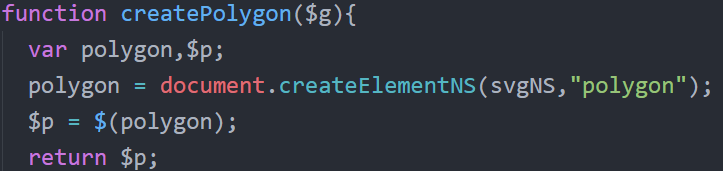 function createPolygon($g){
var polygon,$p;
polygon = document.createElementNS(svgNS,"polygon");
$p = $(polygon);
return $p;